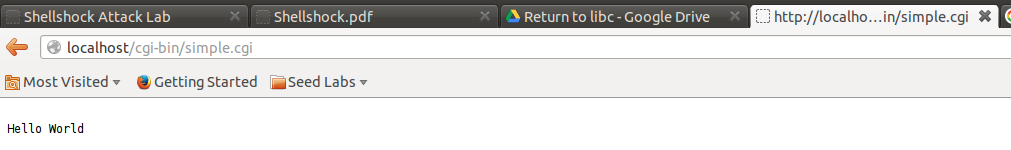 Shellshock Attack Lab
Shellshock.pdf
Return to libc - Google Drive
http://localho...in/simple.cgi
localhost/cgi-bin/simple.cgi
Most Visited
Getting Started
Seed Labs
Hello World